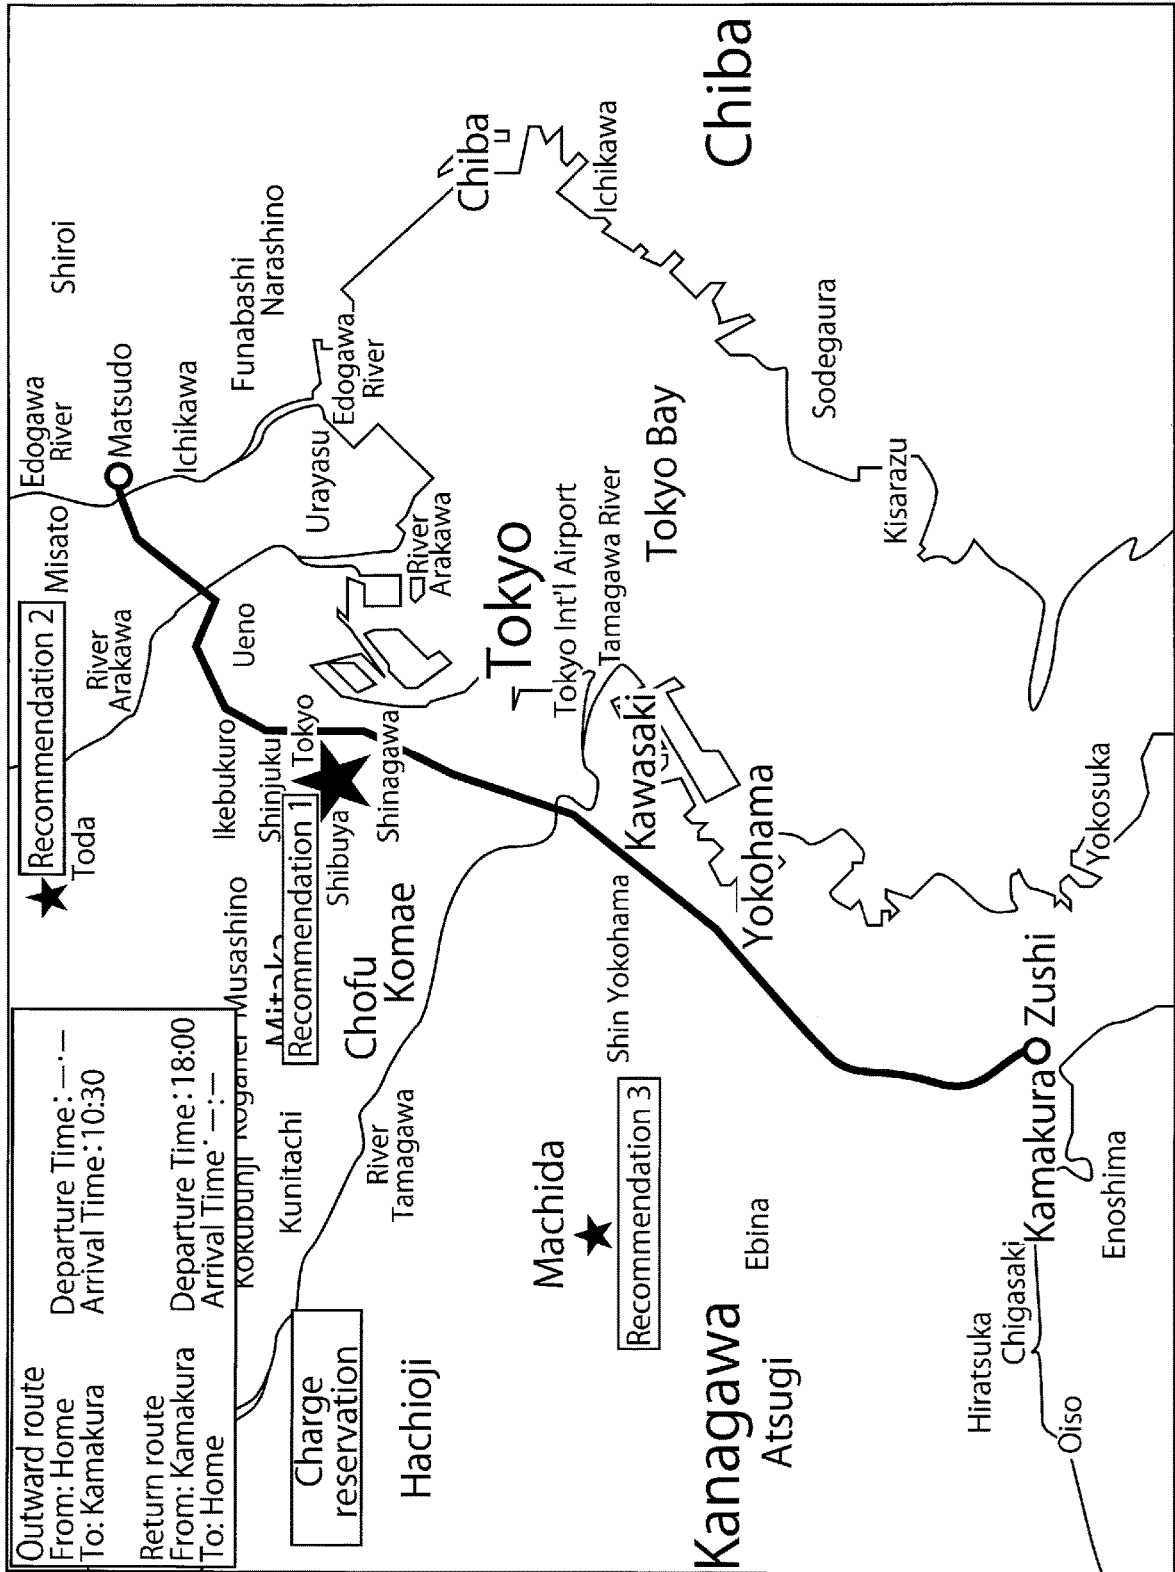 Outward route
From: Home Departure Time:—·—
To: Kamakura Arrival Time:10:30
Return route
From: Kamakura Departure Time:18:00
To: Home Arrival Time:—:—
Charge
reservation
Recommendation 2
Toda
Misato
Edogawa
River
Matsudo
Shiroi
River
Arakawa
Ichikawa
Funabashi
Narashino
Kokubunji
Koganei
Musashino
Ikebukuro
Ueno
Kunitachi
Mitaka
Recommendation 1
Shinjuku
Tokyo
Urayasu
Edogawa
River
Shibuya
Chofu
Komae
Shinagawa
River
Arakawa
Hachioji
River
Tamagawa
Chiba
Tokyo
Machida
Tokyo Int'l Airport
Tamagawa River
Ichikawa
Recommendation 3
Shin Yokohama
Kawasaki
Tokyo Bay
Chiba
Kanagawa
Atsugi
Ebina
Yokohama
Sodegaura
Kisarazu
Hiratsuka
Chigasaki
Kamakura
Zushi
Yokosuka
Oiso
Enoshima